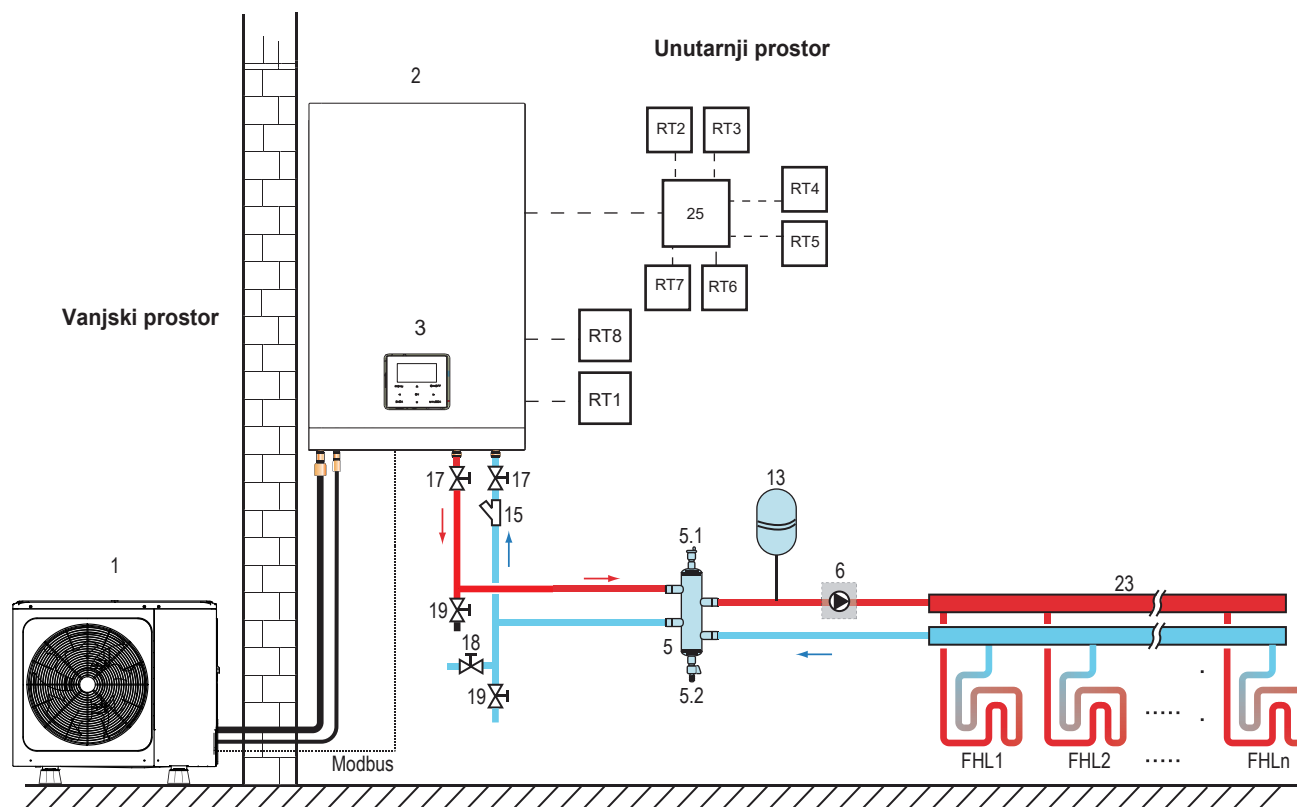 Unutarnji prostor
2
RT2
RT3
25
RT4
RT5
RT7
RT6
Vanjski prostor
3
RT8
RT1
17
17
15
13
5.1
6
23
1
19
18
5
19
5.2
.....
.....
FHL1
FHL2
FHLn
Modbus